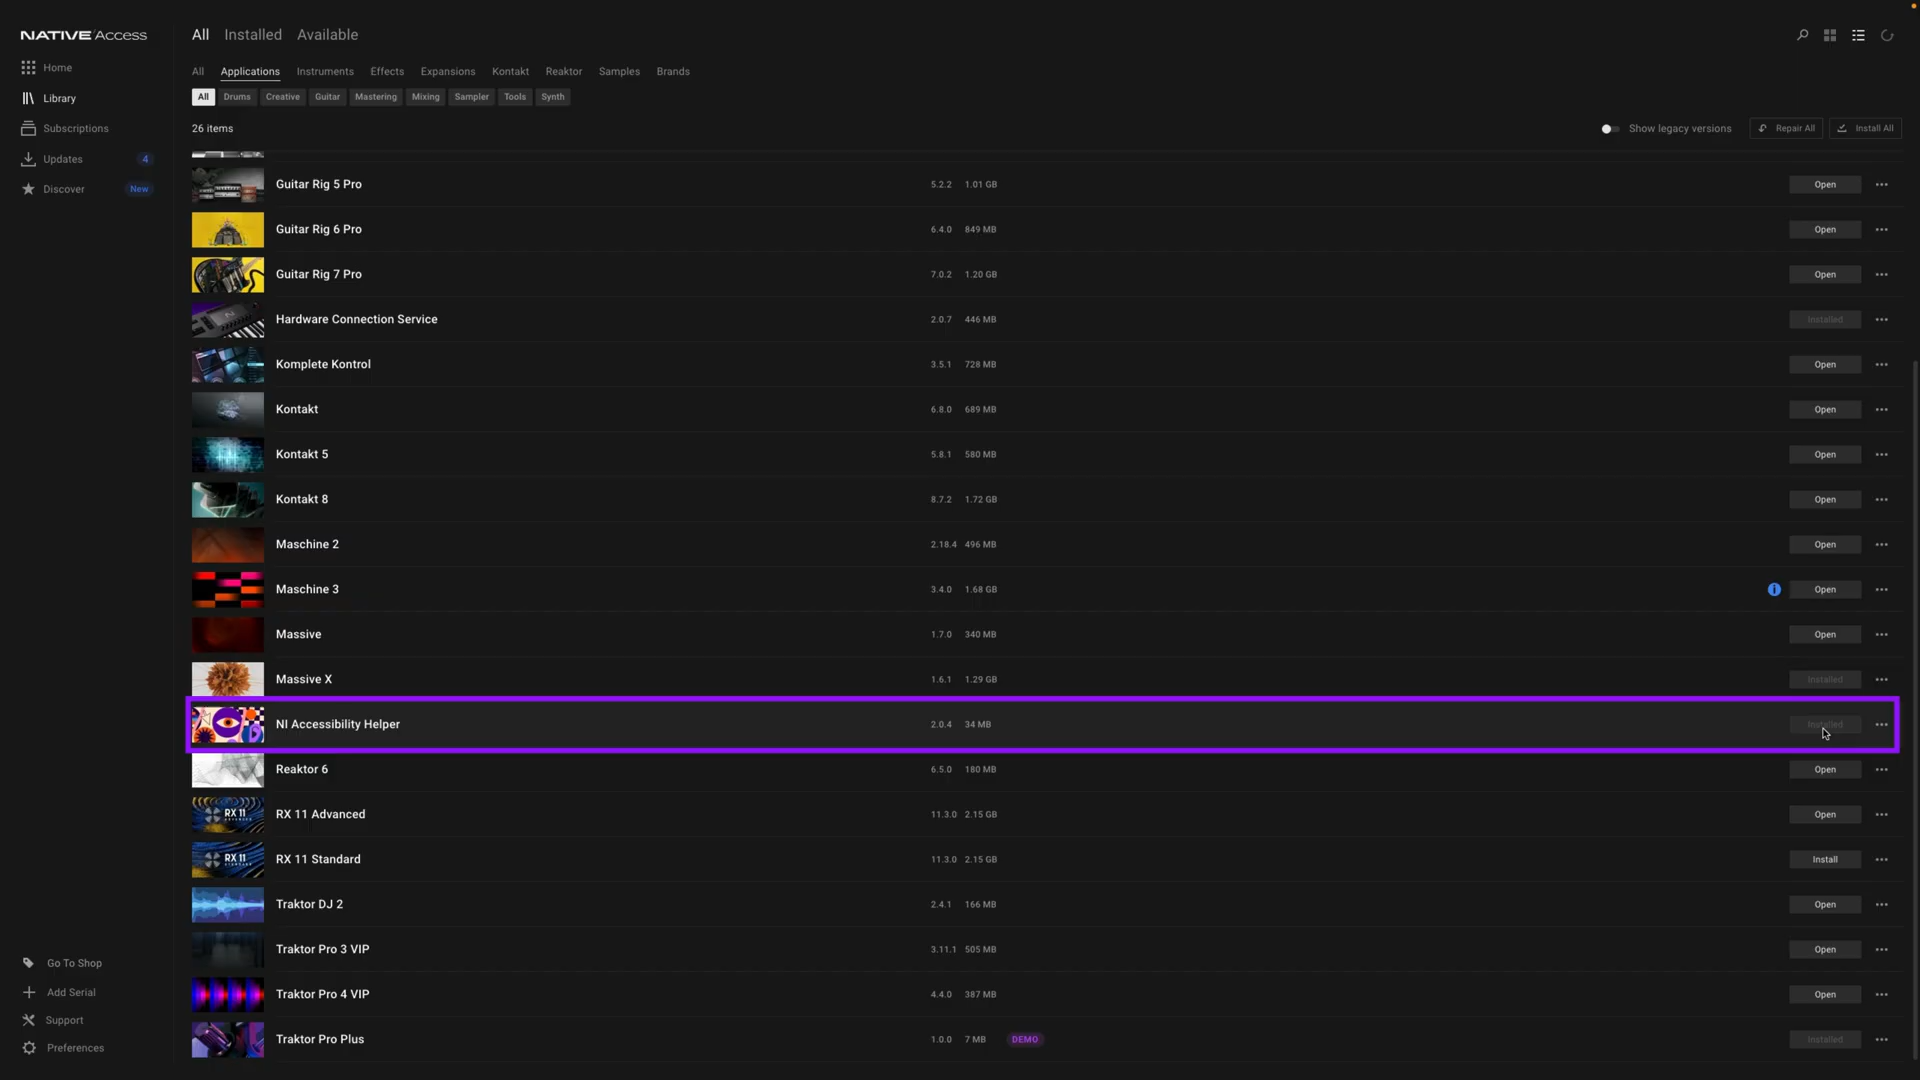 NATIVE Access
Home
Library
Subscriptions
Updates 4
Discover New
Go To Shop
Add Serial
Support
Preferences
All Installed Available
All Applications Instruments Effects Expansions Kontakt Reaktor Samples Brands
All Drums Creative Guitar Mastering Mixing Sampler Tools Synth
26 items Show legacy versions Repair All Install All
Guitar Rig 5 Pro 5.2.2 1.01 GB Open
Guitar Rig 6 Pro 6.4.0 849 MB Open
Guitar Rig 7 Pro 7.0.2 1.20 GB Open
Hardware Connection Service 2.0.7 446 MB Installed
Komplete Kontrol 3.5.1 728 MB Open
Kontakt 6.8.0 689 MB Open
Kontakt 5 5.8.1 580 MB Open
Kontakt 8 8.7.2 1.72 GB Open
Maschine 2 2.18.4 496 MB Open
Maschine 3 3.4.0 1.68 GB Open
Massive 1.7.0 340 MB Open
Massive X 1.6.1 1.29 GB Installed
NI Accessibility Helper 2.0.4 34 MB Installed
Reaktor 6 6.5.0 180 MB Open
RX 11 ADVANCED RX 11 Advanced 11.3.0 2.15 GB Open
RX 11 STANDARD RX 11 Standard 11.3.0 2.15 GB Install
Traktor DJ 2 2.4.1 166 MB Open
Traktor Pro 3 VIP 3.11.1 505 MB Open
Traktor Pro 4 VIP 4.4.0 387 MB Open
Traktor Pro Plus 1.0.0 7 MB DEMO Installed